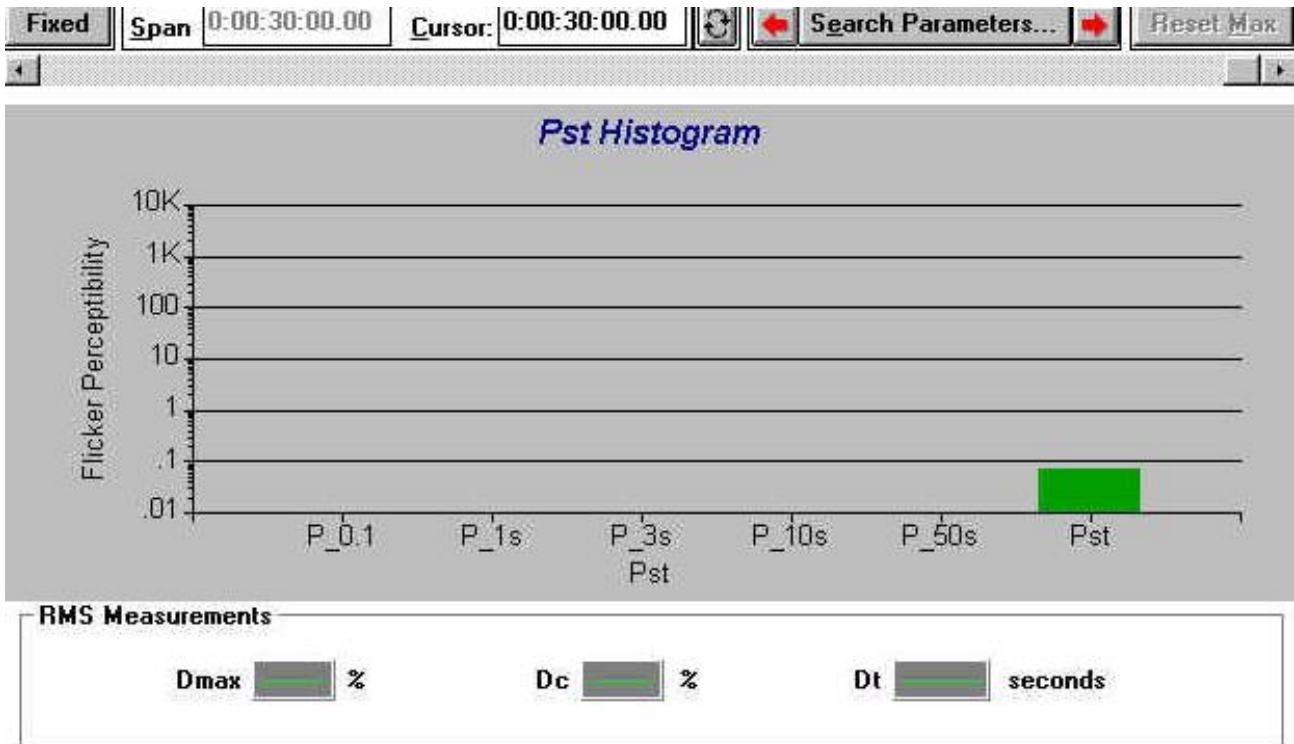 Fixed Span 0:00:30:00.00 Cursor: 0:00:30:00.00 Search Parameters... Reset Max
Pst Histogram
Flicker Perceptibility
10K
1K
100
10
1
.1
.01
P_0.1 P_1s P_3s P_10s P_50s Pst
Pst
RMS Measurements
Dmax % Dc % Dt seconds